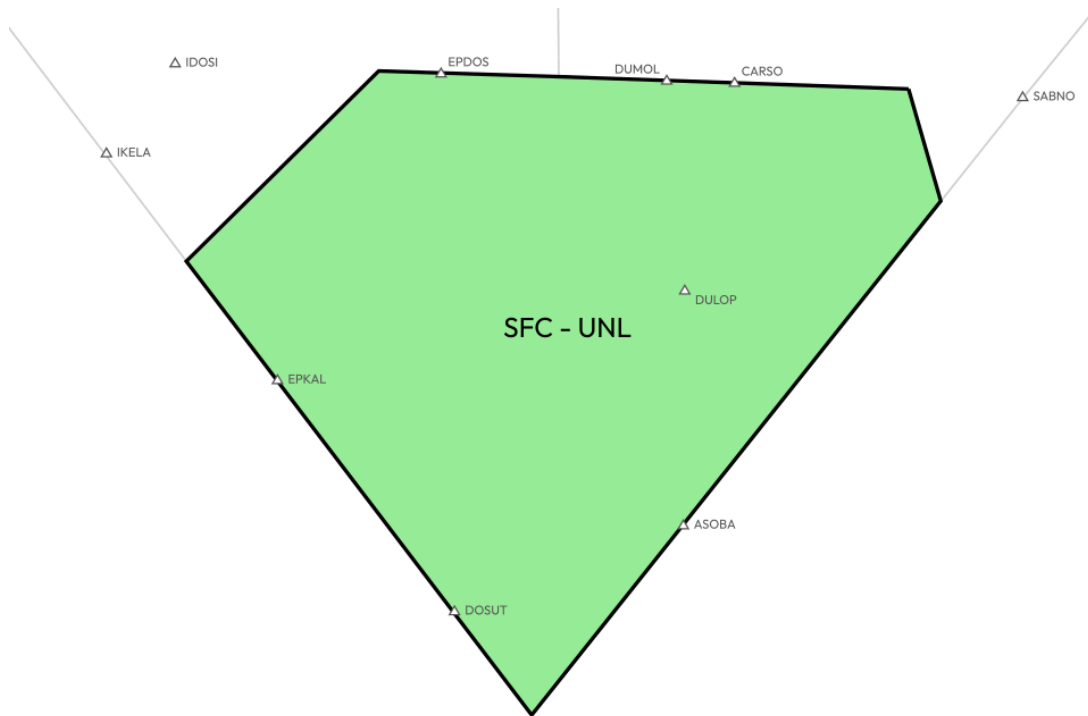 IDOSI
EPDOS
DUMOL
CARSO
SABNO
IKELA
DULOP
SFC - UNL
EPKAL
ASOBA
DOSUT